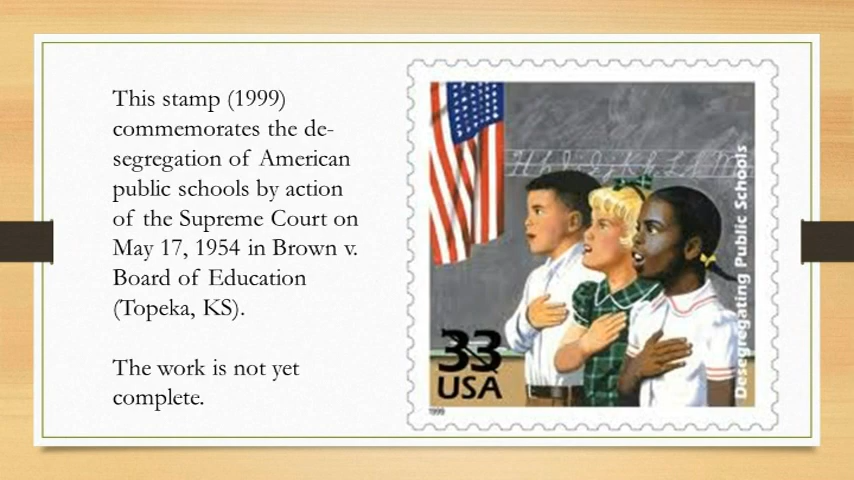 This stamp (1999)
commemorates the de-
segregation of American
public schools by action
of the Supreme Court on
May 17, 1954 in Brown v.
Board of Education
(Topeka, KS).
The work is not yet
complete.
Desegregating Public Schools
33
USA
1999